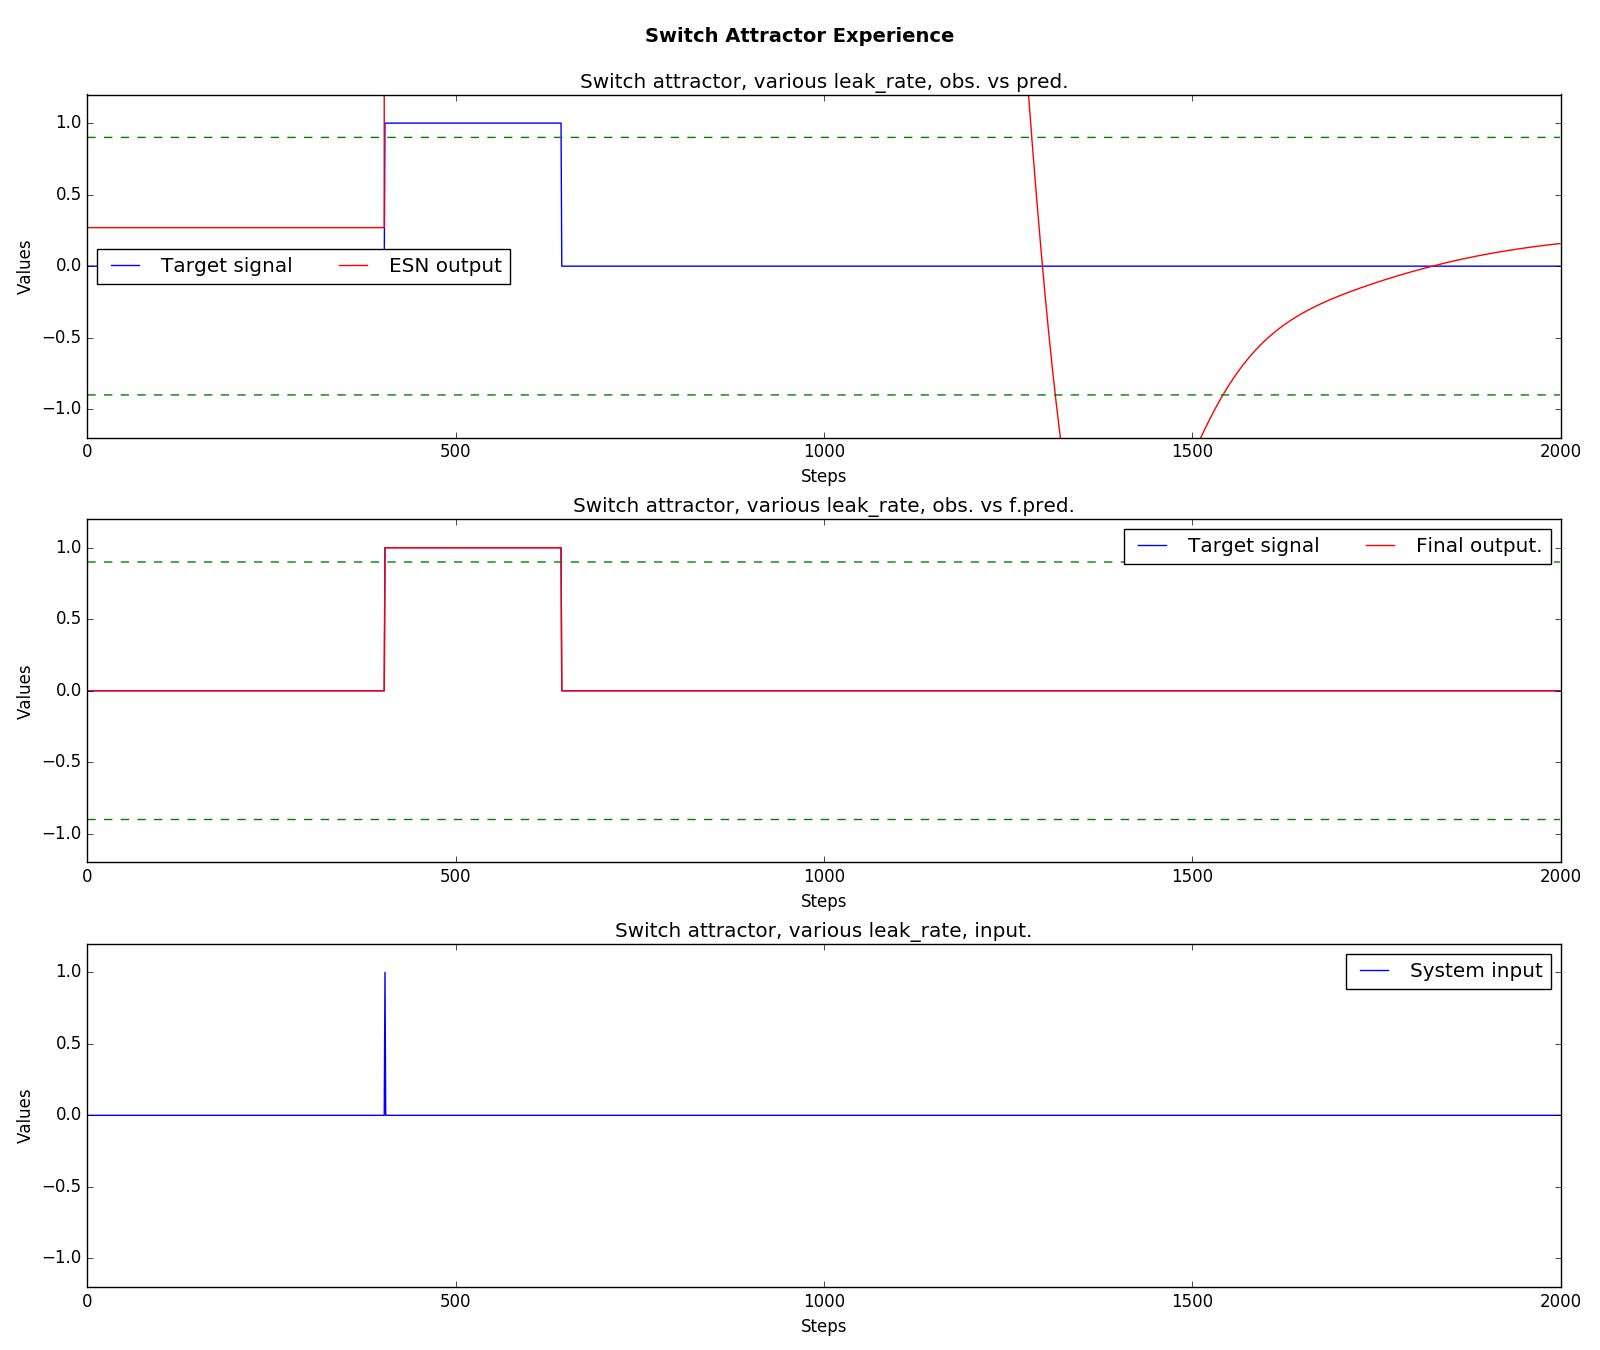 Switch Attractor Experience
Switch attractor, various leak_rate, obs. vs pred.
1.0
0.5
0.0
−0.5
−1.0
Values
Target signal ESN output
0 500 1000 1500 2000
Steps
Switch attractor, various leak_rate, obs. vs f.pred.
1.0
0.5
0.0
−0.5
−1.0
Values
Target signal Final output.
0 500 1000 1500 2000
Steps
Switch attractor, various leak_rate, input.
1.0
0.5
0.0
−0.5
−1.0
Values
System input
0 500 1000 1500 2000
Steps